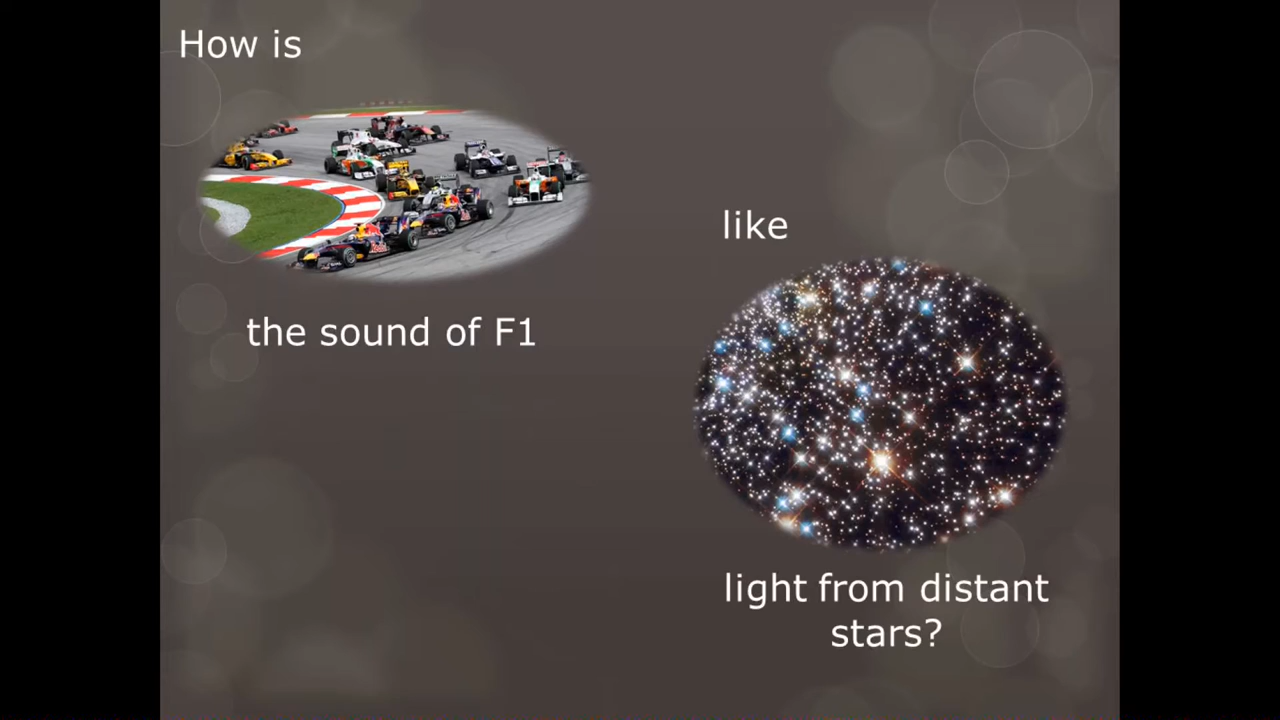 How is
like
the sound of F1
light from distant
stars?